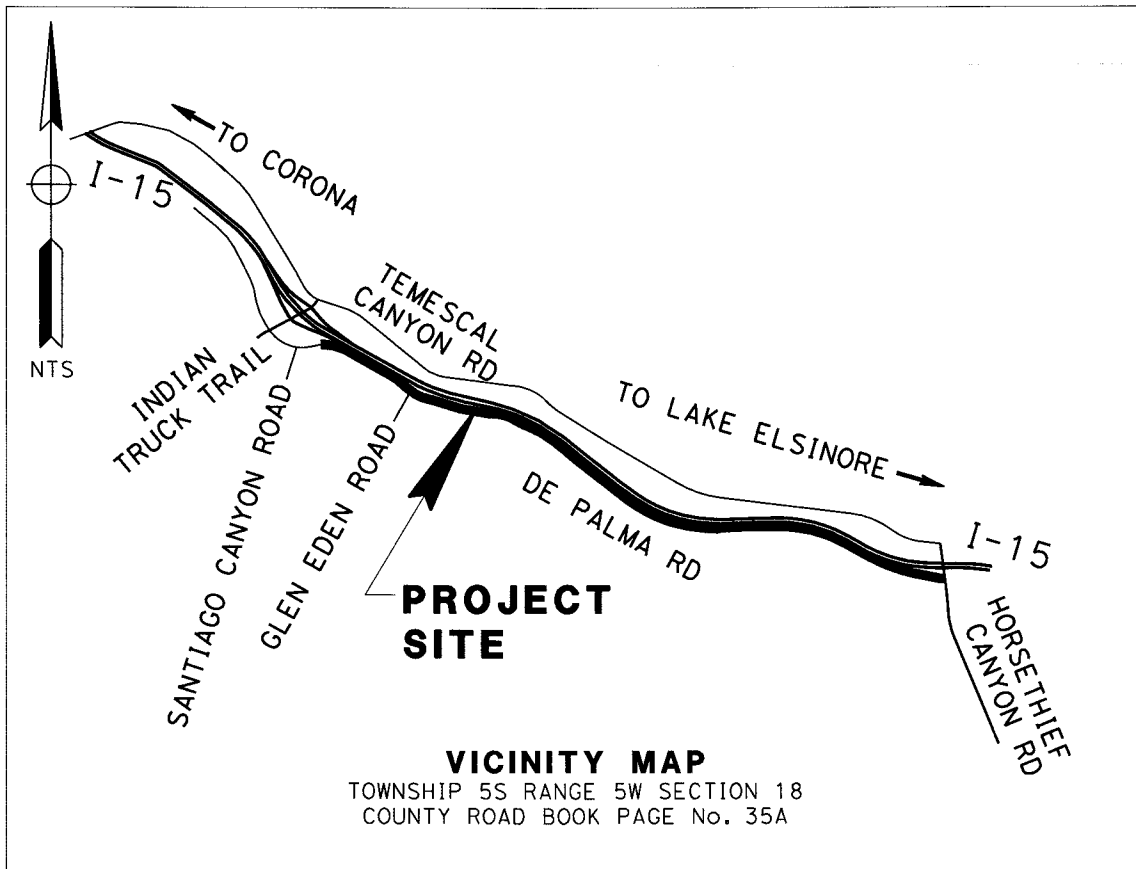 TO CORONA
I-15
NTS
TEMESCAL
CANYON RD
INDIAN
TRUCK TRAIL
SANTIAGO CANYON ROAD
GLEN EDEN ROAD
TO LAKE ELSINORE
DE PALMA RD
I-15
PROJECT
SITE
HORSETHIEF
CANYON RD
VICINITY MAP
TOWNSHIP 5S RANGE 5W SECTION 18
COUNTY ROAD BOOK PAGE No. 35A